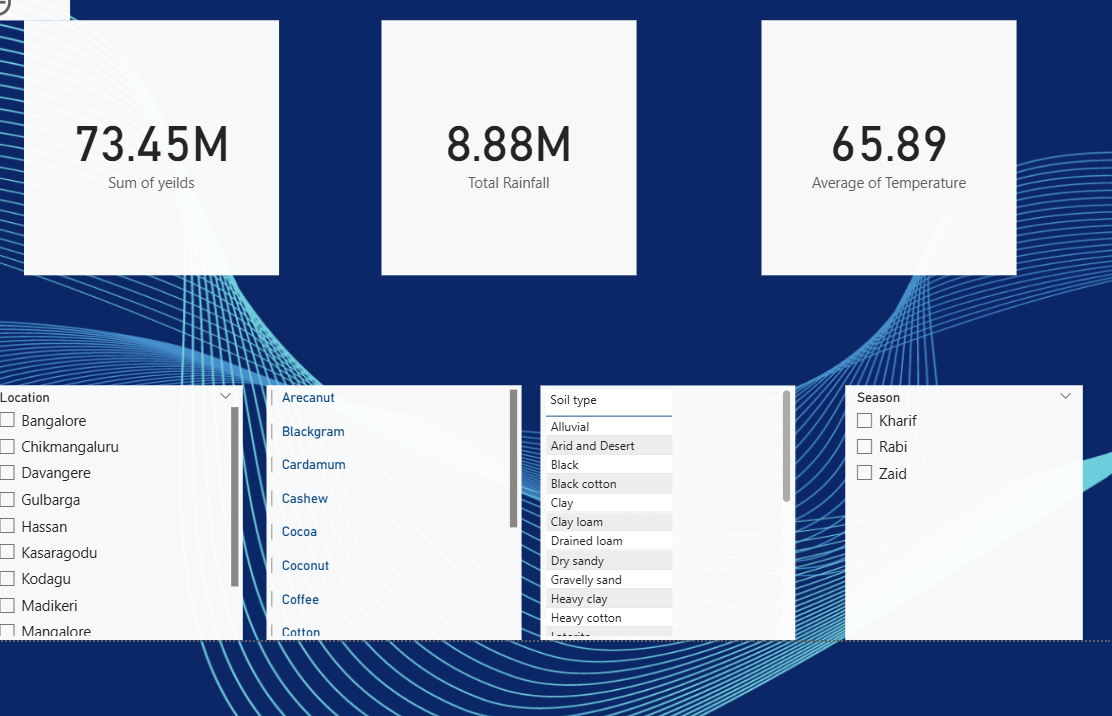 73.45M
Sum of yeilds
8.88M
Total Rainfall
65.89
Average of Temperature
Location
Bangalore
Chikmangaluru
Davangere
Gulbarga
Hassan
Kasaragodu
Kodagu
Madikeri
Mangalore
Arecanut
Blackgram
Cardamum
Cashew
Cocoa
Coconut
Coffee
Cotton
Soil type
Alluvial
Arid and Desert
Black
Black cotton
Clay
Clay loam
Drained loam
Dry sandy
Gravelly sand
Heavy clay
Heavy cotton
Season
Kharif
Rabi
Zaid